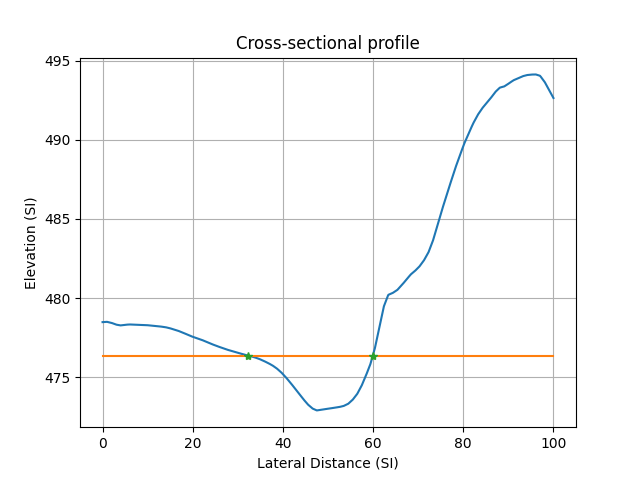 Cross-sectional profile
495
490
485
480
475
0 20 40 60 80 100
Elevation (SI)
Lateral Distance (SI)